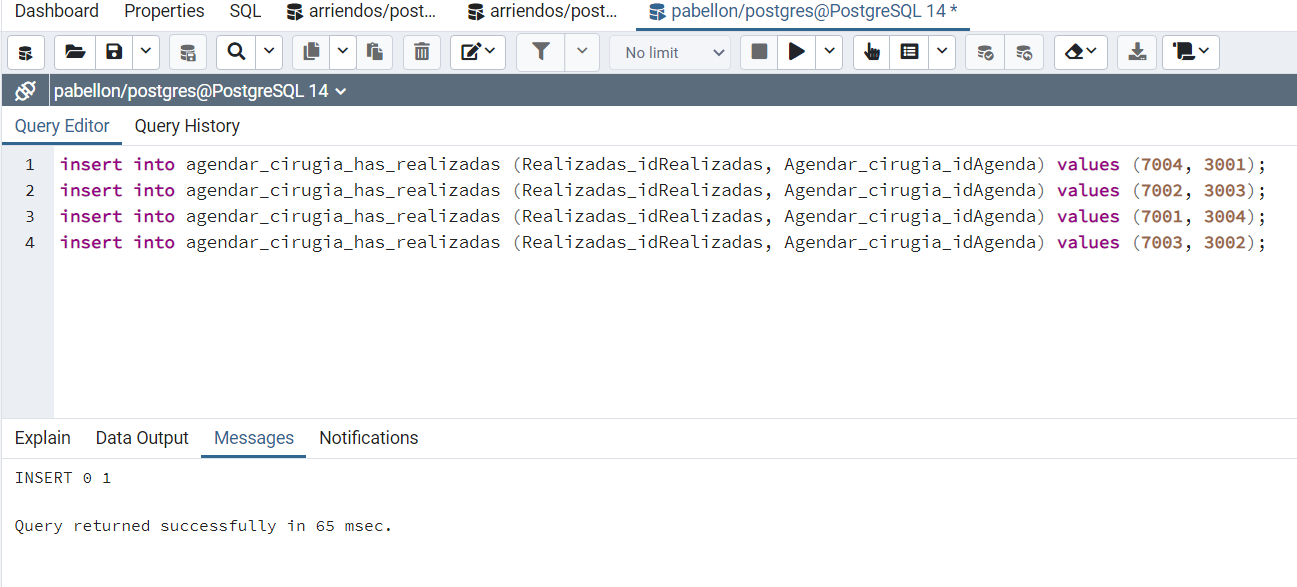 Dashboard Properties SQL arriendos/post... arriendos/post... pabellon/postgres@PostgreSQL 14 *
No limit
pabellon/postgres@PostgreSQL 14
Query Editor Query History
1 insert into agendar_cirugia_has_realizadas (Realizadas_idRealizadas, Agendar_cirugia_idAgenda) values (7004, 3001);
2 insert into agendar_cirugia_has_realizadas (Realizadas_idRealizadas, Agendar_cirugia_idAgenda) values (7002, 3003);
3 insert into agendar_cirugia_has_realizadas (Realizadas_idRealizadas, Agendar_cirugia_idAgenda) values (7001, 3004);
4 insert into agendar_cirugia_has_realizadas (Realizadas_idRealizadas, Agendar_cirugia_idAgenda) values (7003, 3002);
Explain Data Output Messages Notifications
INSERT 0 1
Query returned successfully in 65 msec.